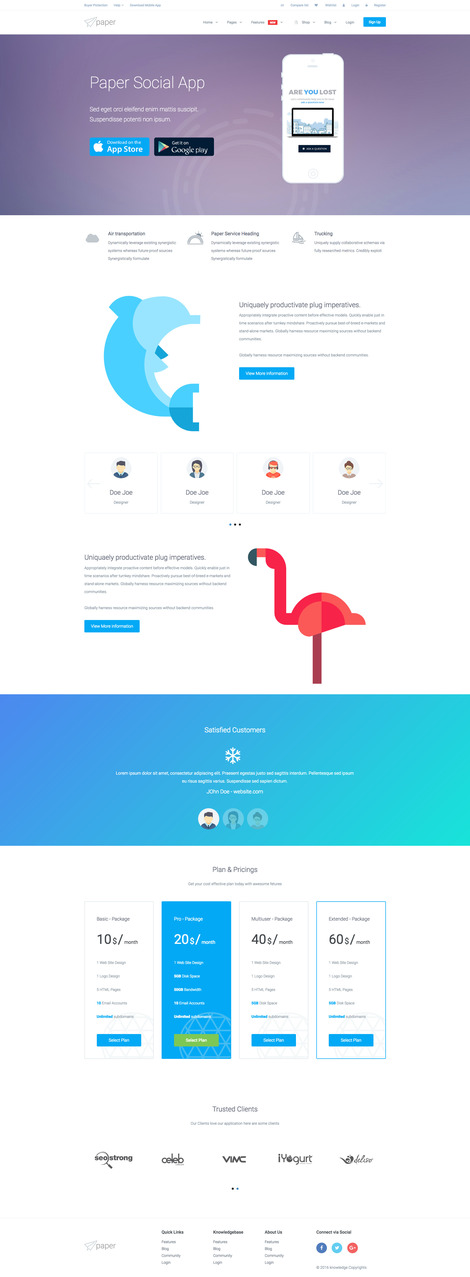 Buyer Protection Help Download Mobile App Compare (4) Wishlist Login Register
paper Home Pages Features NEW Shop Blog Login Sign Up
Paper Social App
Sed eget orci eleifend enim mattis suscipit.
Suspendisse potenti non ipsum.
Download on the
App Store
Get it on
Google play
ARE YOU LOST
ASK A QUESTION
Air transportation
Dynamically leverage existing synergistic
systems whereas future-proof sources
Synergistically formulate
Paper Service Heading
Dynamically leverage existing synergistic
systems whereas future-proof sources
Synergistically formulate
Trucking
Uniquely supply collaborative schemas via
fully researched metrics. Credibly exploit
Uniquaely productivate plug imperatives.
Appropriately integrate proactive content before effective models. Quickly enable just in
time scenarios after turnkey mindshare. Proactively pursue best of breed e-markets and
stand-alone markets. Globally harness resource maximizing sources without backend
communities.
Globally harness resource maximizing sources without backend communities.
View More Information
Doe Joe
Designer
Doe Joe
Designer
Doe Joe
Designer
Doe Joe
Designer
Uniquaely productivate plug imperatives.
Appropriately integrate proactive content before effective models. Quickly enable just in
time scenarios after turnkey mindshare. Proactively pursue best of breed e-markets and
stand-alone markets. Globally harness resource maximizing sources without backend
communities.
Globally harness resource maximizing sources without backend communities.
View More Information
Satisfied Customers
Lorem ipsum dolor sit amet, consectetur adipiscing elit. Praesent egestas justo sed sagittis interdum. Pellentesque sed ipsum
eu risus sagittis varius. Suspendisse sed sapien dictum.
JOhn Doe - website.com
Plan & Pricings
Get your cost effective plan today with awesome fetures
Basic - Package
10$/month
1 Web Site Design
1 Logo Design
5 HTML Pages
10 Email Accounts
Unlimited subdomains
Select Plan
Pro - Package
20$/month
1 Web Site Design
5GB Disk Space
50GB Bandwidth
10 Email Accounts
Unlimited subdomains
Select Plan
Multiuser - Package
40$/month
1 Web Site Design
1 Logo Design
5 HTML Pages
5GB Disk Space
Unlimited subdomains
Select Plan
Extended - Package
60$/month
1 Web Site Design
1 Logo Design
5 HTML Pages
5GB Disk Space
Unlimited subdomains
Select Plan
Trusted Clients
Our Clients love our application here are some clients
seostrong
celeb
VIMC
iYogurt
deliso
paper
Quick Links
Features
Blog
Community
Login
Knowledgebase
Features
Blog
Community
Login
About Us
Features
Blog
Community
Login
Connect via Social
© 2015 Knowledge Copyrights